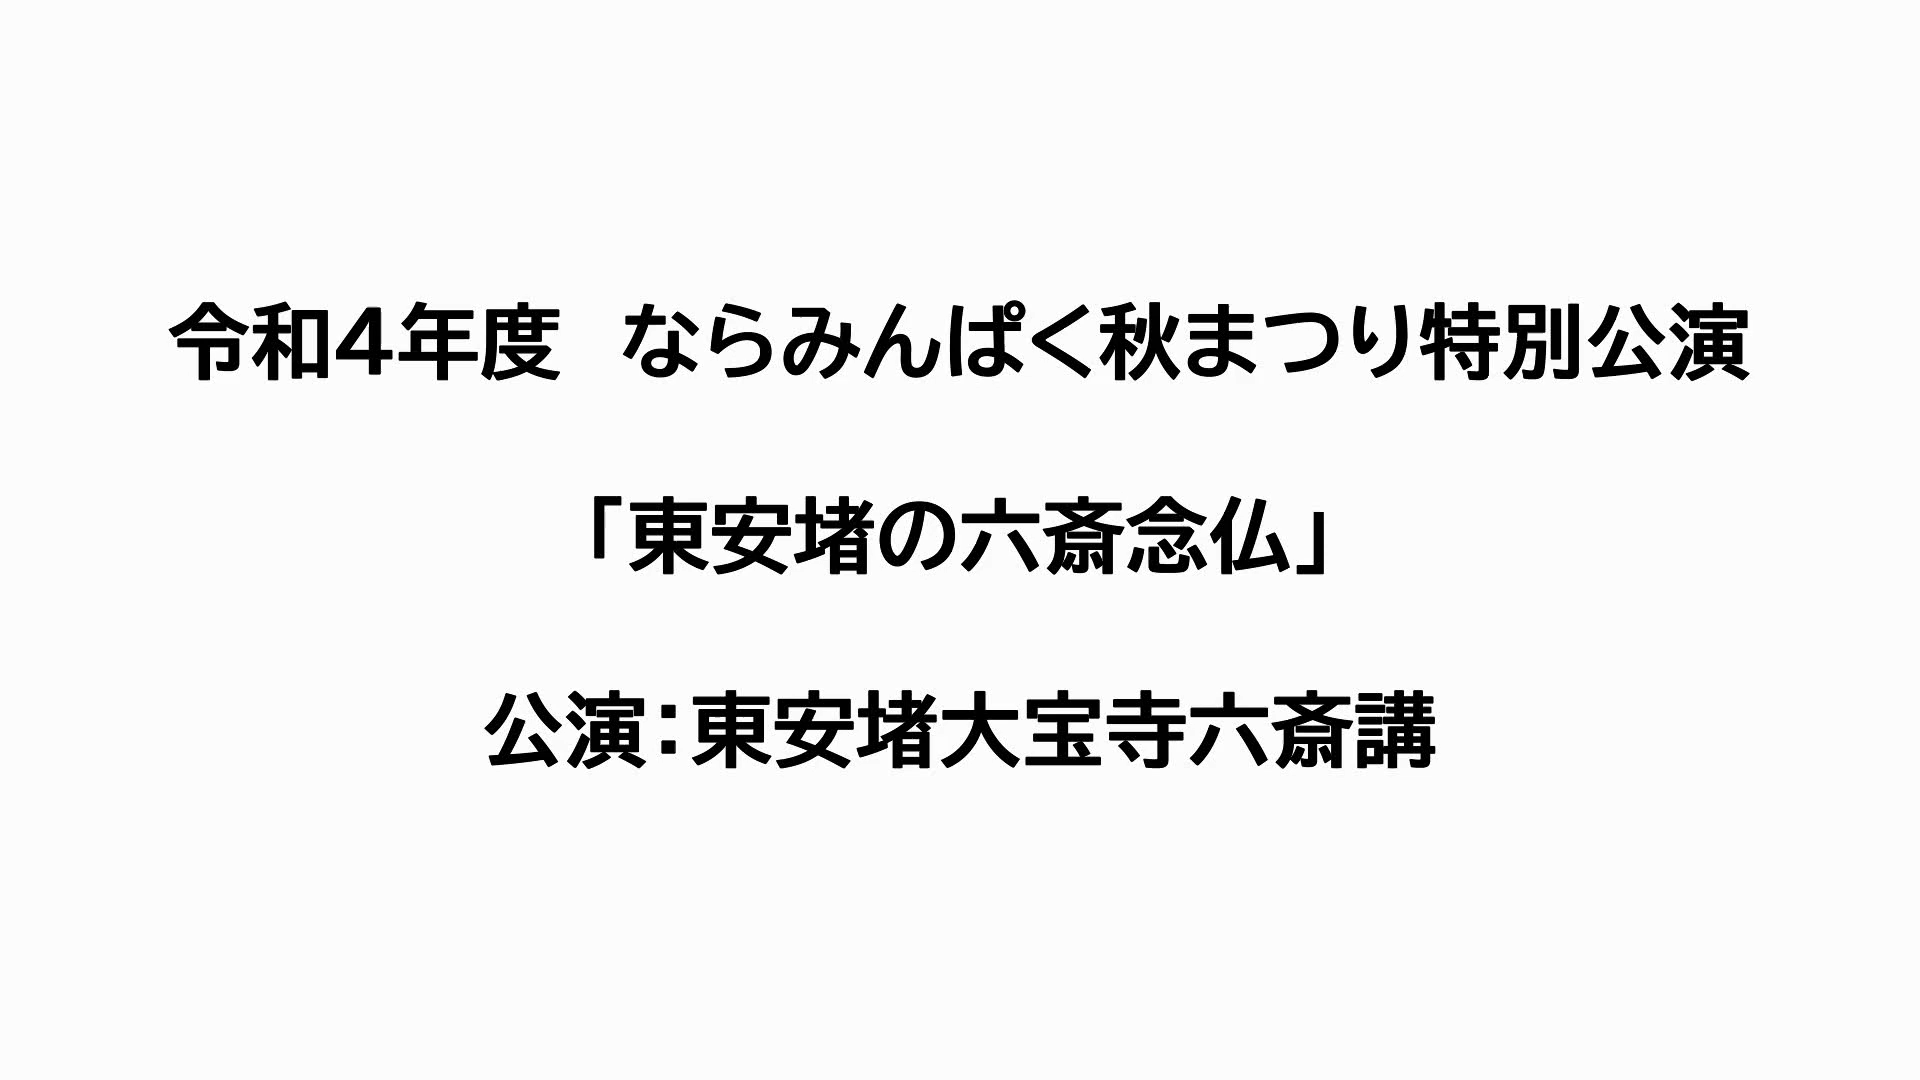 令和4年度　ならみんぱく秋まつり特別公演
「東安堵の六斎念仏」
公演：東安堵大宝寺六斎講